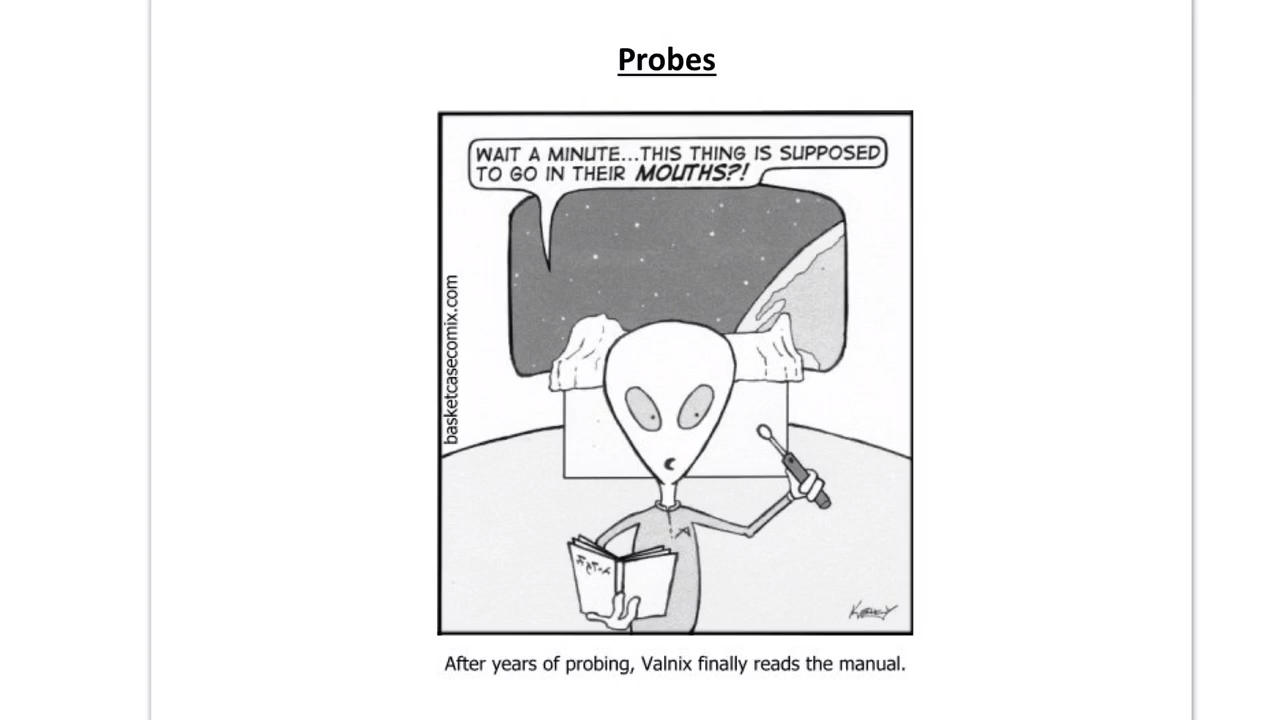 Probes
WAIT A MINUTE...THIS THING IS SUPPOSED
TO GO IN THEIR MOUTHS?!
basketcasecomix.com
After years of probing, Valnix finally reads the manual.